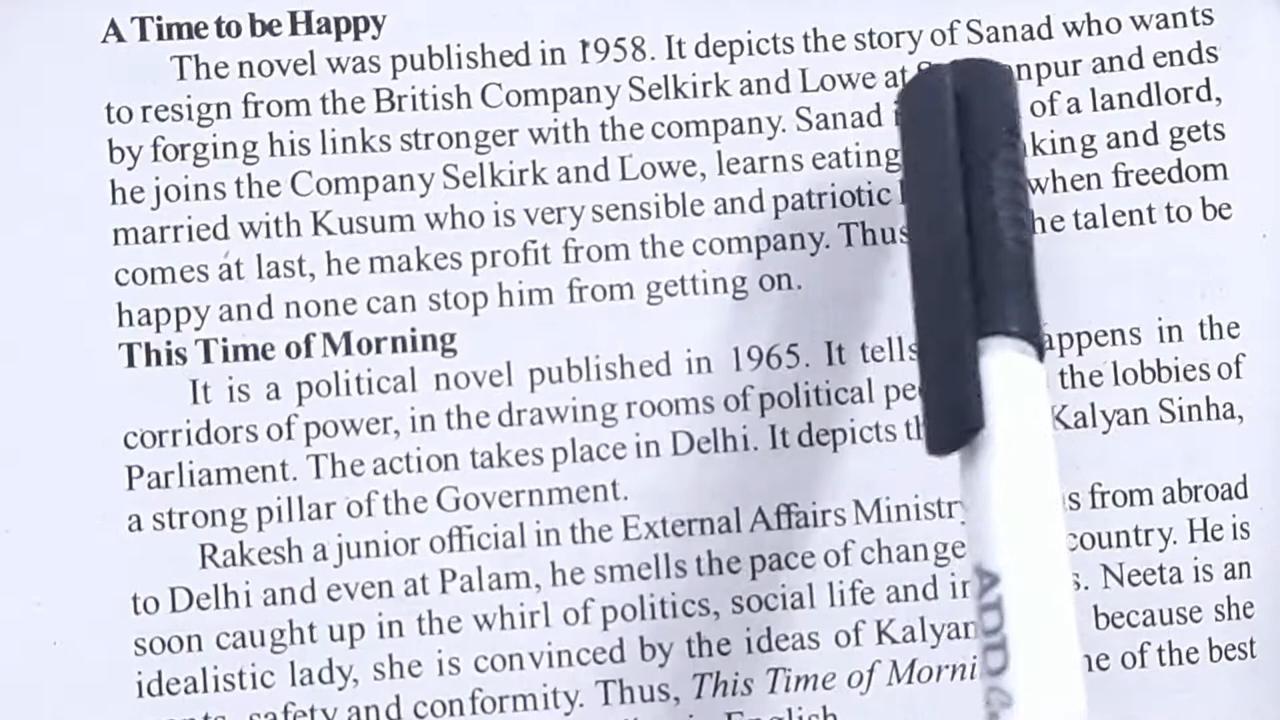 A Time to be Happy
The novel was published in 1958. It depicts the story of Sanad who wants
to resign from the British Company Selkirk and Lowe at and ends
by forging his links stronger with the company. Sanad of a landlord,
he joins the Company Selkirk and Lowe, learns eating and gets
married with Kusum who is very sensible and patriotic when freedom
comes at last, he makes profit from the company. Thus talent to be
happy and none can stop him from getting on.
This Time of Morning
It is a political novel published in 1965. It tells in the
corridors of power, in the drawing rooms of political the lobbies of
Parliament. The action takes place in Delhi. It depicts Kalyan Sinha,
a strong pillar of the Government.
Rakesh a junior official in the External Affairs Ministry from abroad
to Delhi and even at Palam, he smells the pace of change country. He is
soon caught up in the whirl of politics, social life and Neeta is an
idealistic lady, she is convinced by the ideas of Kalyan because she
safety and conformity. Thus, This Time of of the best
English
ADD